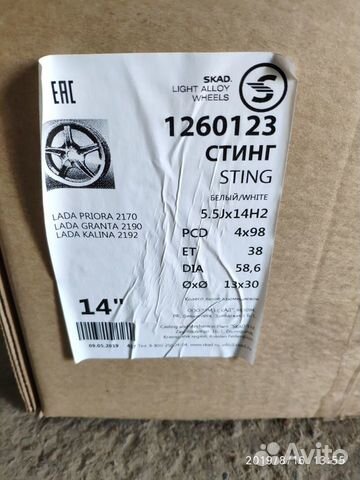 EAC
SKAD.
LIGHT ALLOY
WHEELS
1260123
СТИНГ
STING
БЕЛЫЙ/WHITE
LADA PRIORA 2170
LADA GRANTA 2190
LADA KALINA 2192
5.5Jx14H2
PCD 4x98
ET 38
DIA 58,6
ØxØ 13x30
14"
09.05.2019
Avito
2019/8/16 13:55